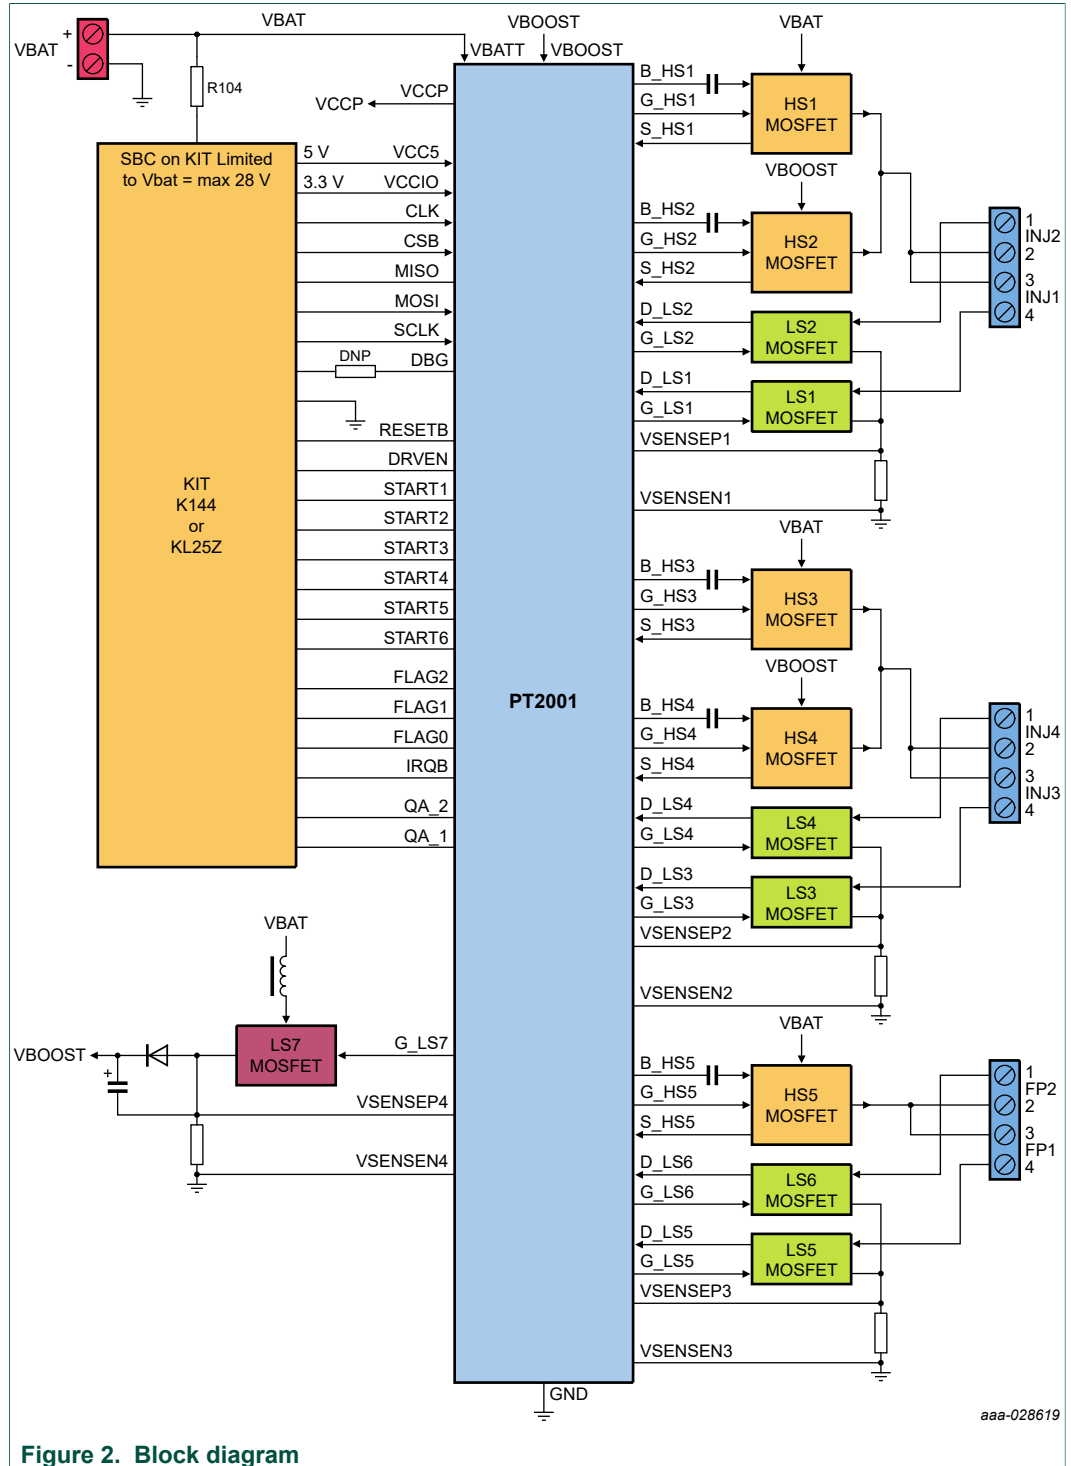 VBAT
VBAT
+
-
R104
VBATT
VBOOST
VBOOST
VCCP
VCCP
SBC on KIT Limited
to Vbat = max 28 V
KIT
K144
or
KL25Z
5 V
VCC5
3.3 V
VCCIO
CLK
CSB
MISO
MOSI
SCLK
DNP
DBG
RESETB
DRVEN
START1
START2
START3
START4
START5
START6
FLAG2
FLAG1
FLAG0
IRQB
QA_2
QA_1
VBAT
LS7
MOSFET
G_LS7
VBOOST
+
VSENSEP4
VSENSEN4
PT2001
GND
VBAT
B_HS1
G_HS1
S_HS1
HS1
MOSFET
VBOOST
B_HS2
G_HS2
S_HS2
HS2
MOSFET
D_LS2
G_LS2
LS2
MOSFET
D_LS1
G_LS1
LS1
MOSFET
VSENSEP1
VSENSEN1
1
INJ2
2
3
INJ1
4
VBAT
B_HS3
G_HS3
S_HS3
HS3
MOSFET
VBOOST
B_HS4
G_HS4
S_HS4
HS4
MOSFET
D_LS4
G_LS4
LS4
MOSFET
D_LS3
G_LS3
LS3
MOSFET
VSENSEP2
VSENSEN2
1
INJ4
2
3
INJ3
4
VBAT
B_HS5
G_HS5
S_HS5
HS5
MOSFET
D_LS6
G_LS6
LS6
MOSFET
D_LS5
G_LS5
LS5
MOSFET
VSENSEP3
VSENSEN3
1
FP2
2
3
FP1
4
aaa-028619
Figure 2. Block diagram